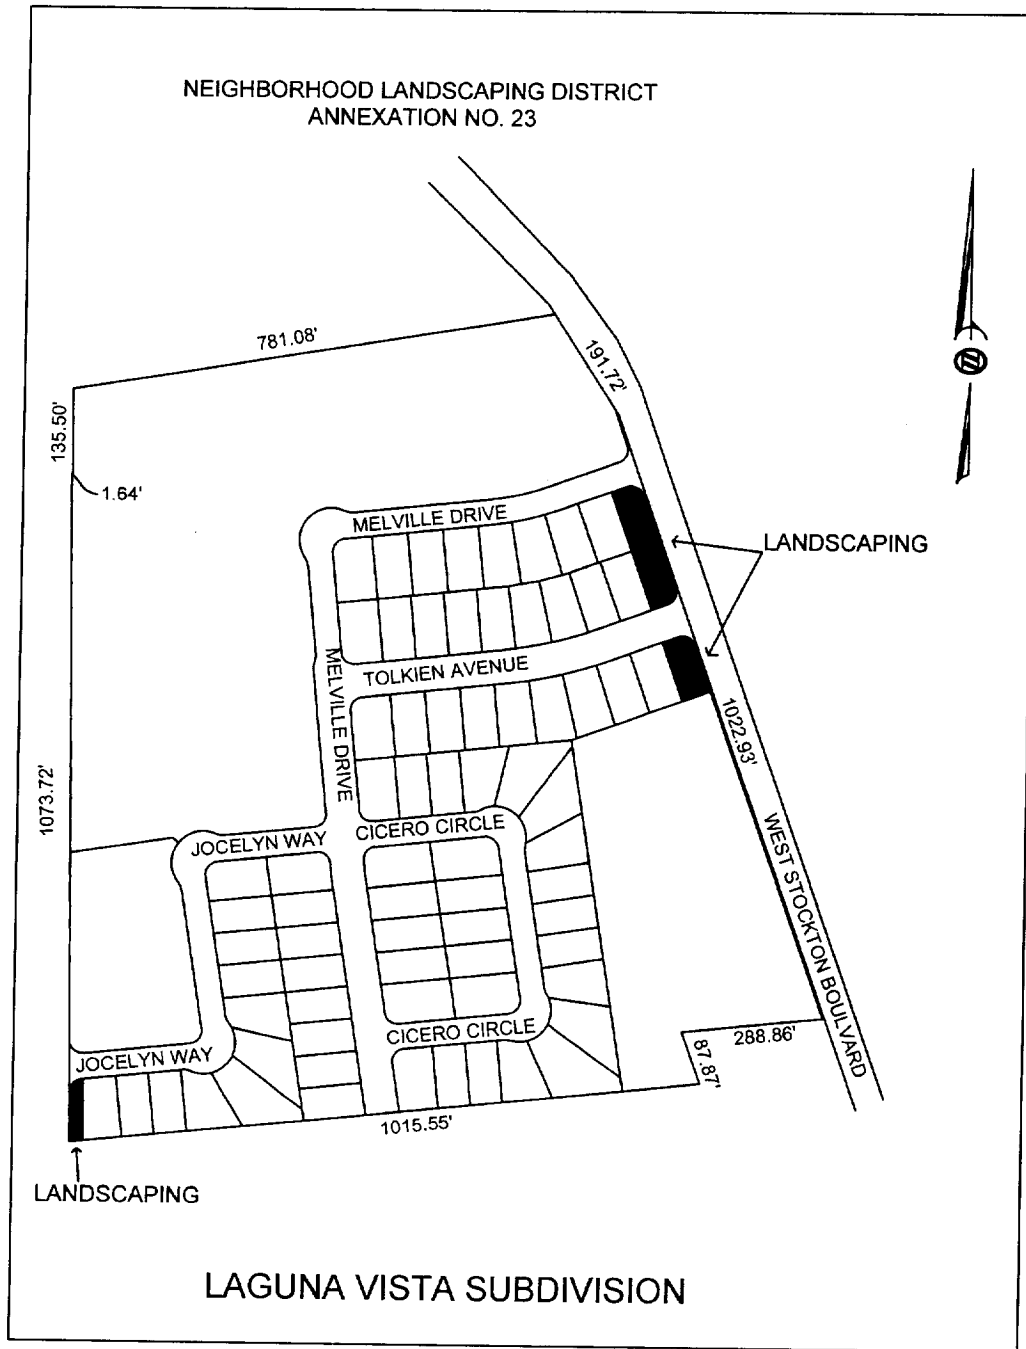 NEIGHBORHOOD LANDSCAPING DISTRICT
ANNEXATION NO. 23
781.08'
191.72'
135.50'
1.64'
MELVILLE DRIVE
LANDSCAPING
TOLKIEN AVENUE
MELVILLE DRIVE
1022.93'
1073.72'
JOCELYN WAY
CICERO CIRCLE
WEST STOCKTON BOULVARD
CICERO CIRCLE
288.86'
87.87'
JOCELYN WAY
1015.55'
LANDSCAPING
LAGUNA VISTA SUBDIVISION